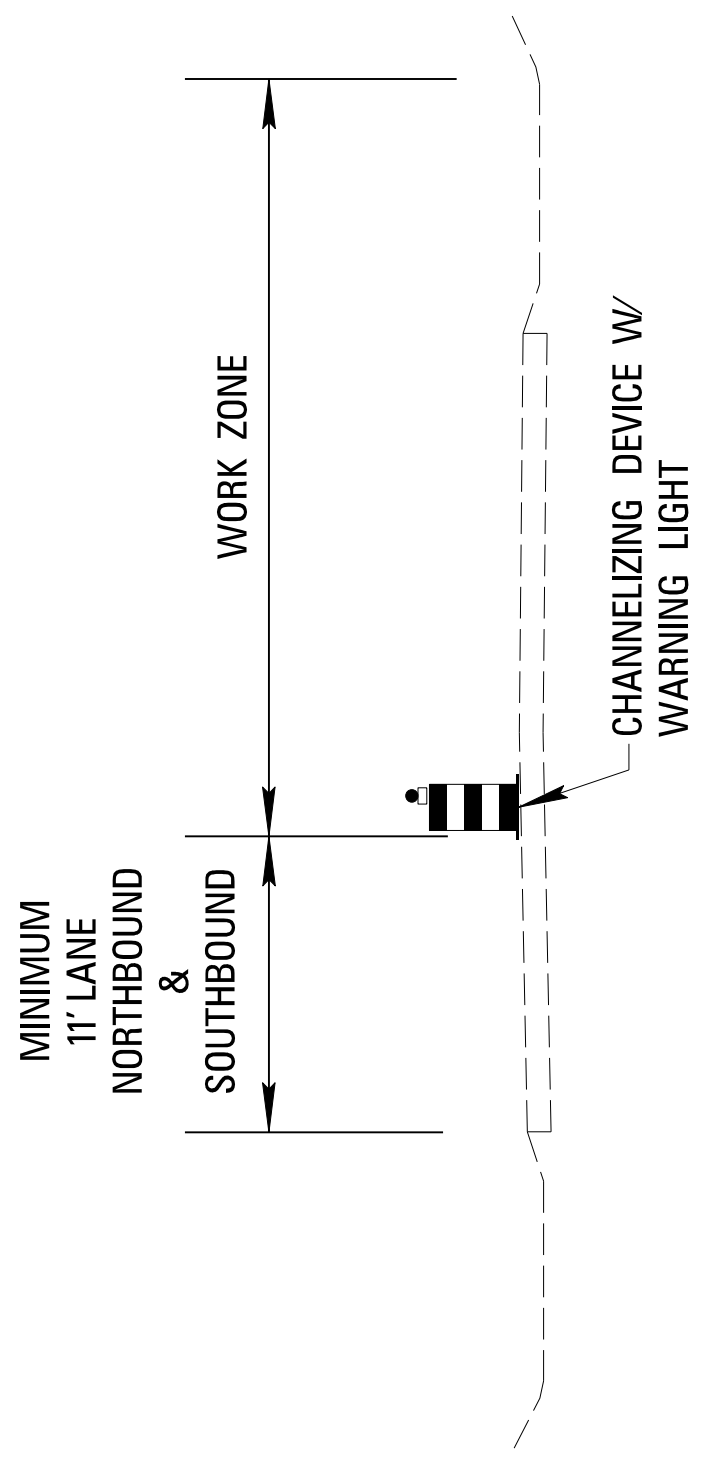 MINIMUM
11' LANE
NORTHBOUND
&
SOUTHBOUND
WORK ZONE
CHANNELIZING DEVICE W/
WARNING LIGHT